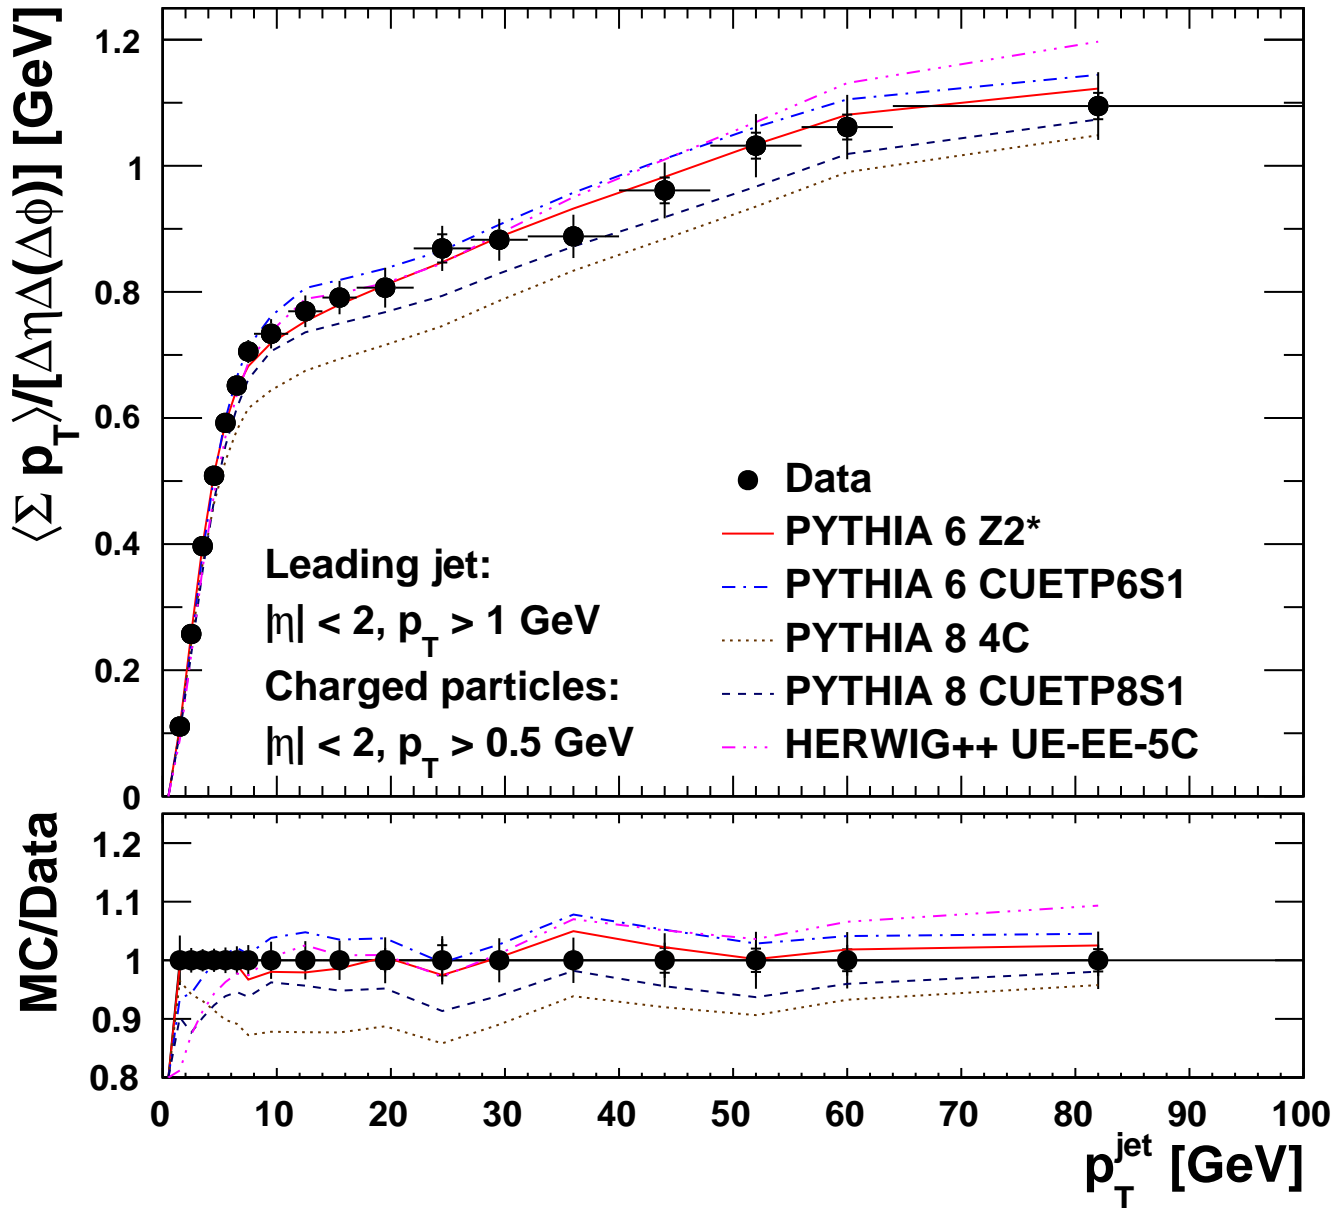 ⟨Σ p_T⟩/[ΔηΔ(Δϕ)] [GeV]
1.2
1
0.8
0.6
0.4
0.2
0
Data
PYTHIA 6 Z2*
PYTHIA 6 CUETP6S1
PYTHIA 8 4C
PYTHIA 8 CUETP8S1
HERWIG++ UE-EE-5C
Leading jet:
|η| < 2, p_T > 1 GeV
Charged particles:
|η| < 2, p_T > 0.5 GeV
MC/Data
1.2
1.1
1
0.9
0.8
0 10 20 30 40 50 60 70 80 90 100
p_T^jet [GeV]